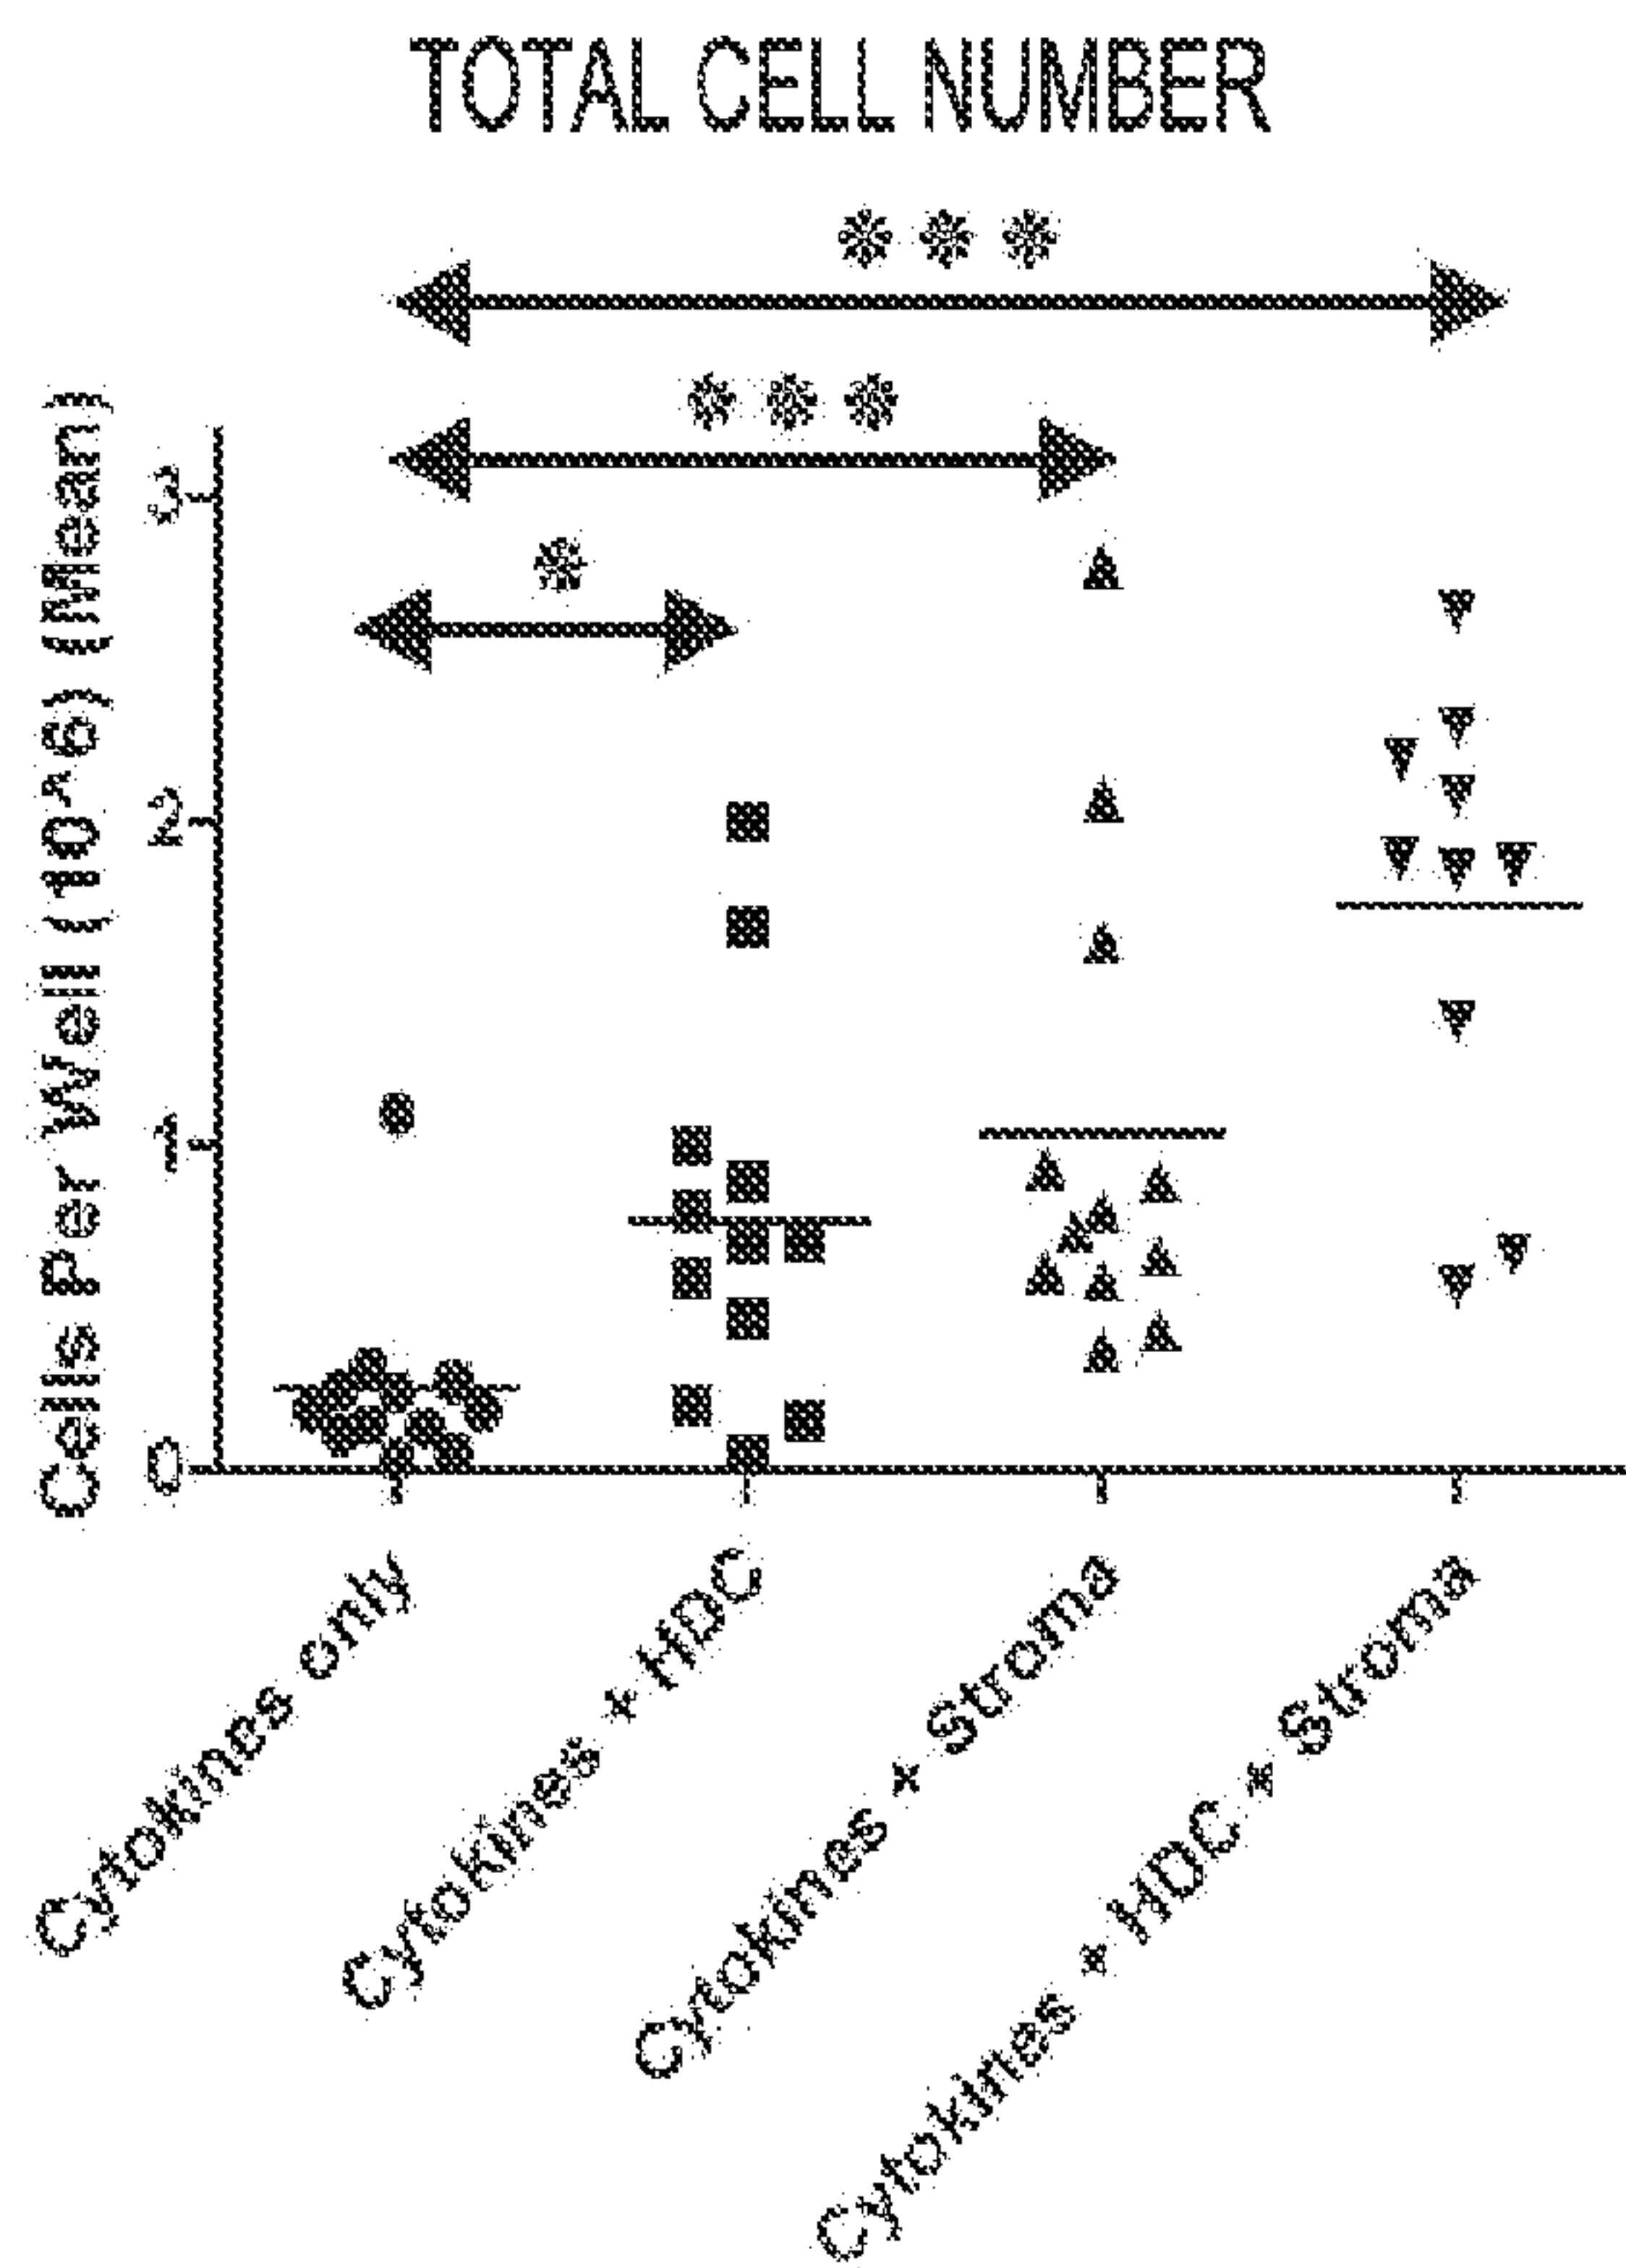 TOTAL CELL NUMBER
***
***
*
Cells Per Well (10^6) (Mean)
3
2
1
0
Cytokines only
Cytokines + HDC
Cytokines + Stroma
Cytokines + HDC + Stroma